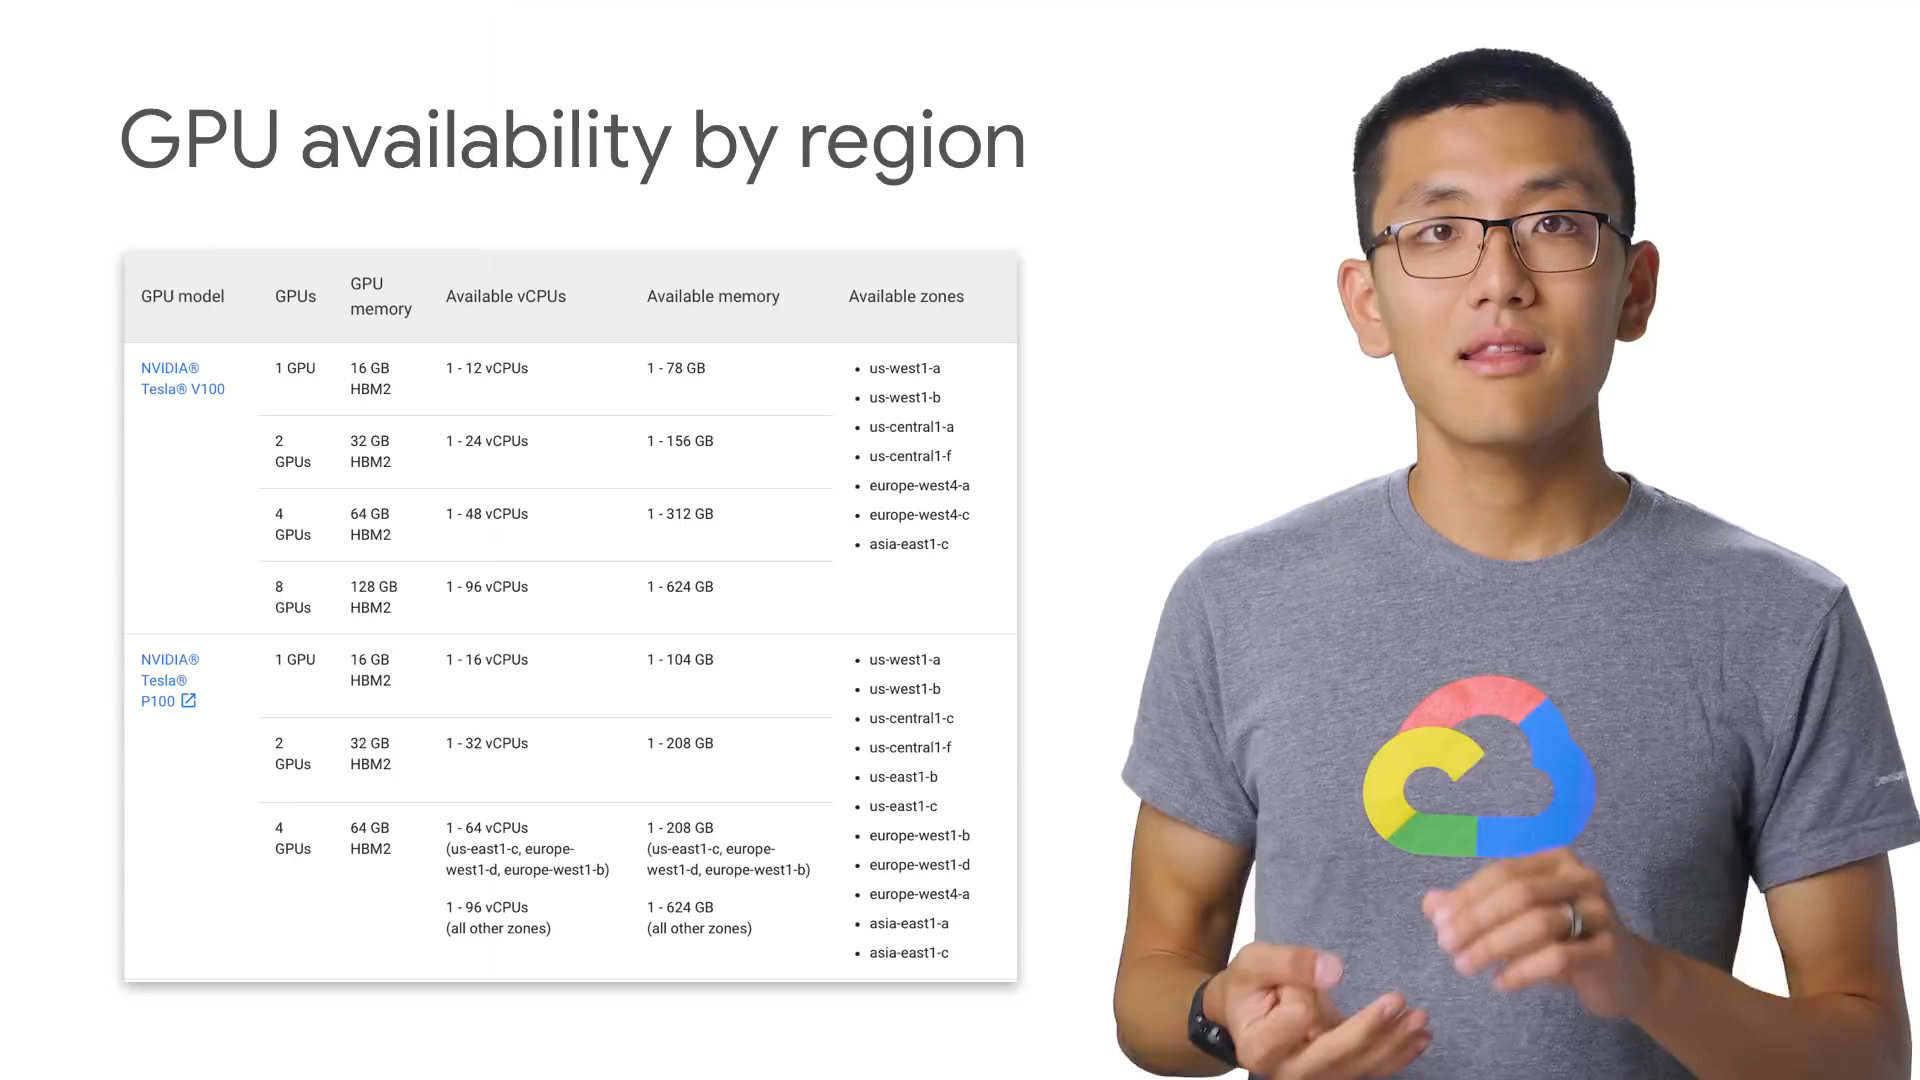 GPU availability by region
GPU model
GPUs
GPU
memory
Available vCPUs
Available memory
Available zones
NVIDIA®
Tesla® V100
1 GPU
16 GB
HBM2
1 - 12 vCPUs
1 - 78 GB
2
GPUs
32 GB
HBM2
1 - 24 vCPUs
1 - 156 GB
4
GPUs
64 GB
HBM2
1 - 48 vCPUs
1 - 312 GB
8
GPUs
128 GB
HBM2
1 - 96 vCPUs
1 - 624 GB
• us-west1-a
• us-west1-b
• us-central1-a
• us-central1-f
• europe-west4-a
• europe-west4-c
• asia-east1-c
NVIDIA®
Tesla®
P100
1 GPU
16 GB
HBM2
1 - 16 vCPUs
1 - 104 GB
2
GPUs
32 GB
HBM2
1 - 32 vCPUs
1 - 208 GB
4
GPUs
64 GB
HBM2
1 - 64 vCPUs
(us-east1-c, europe-
west1-d, europe-west1-b)
1 - 96 vCPUs
(all other zones)
1 - 208 GB
(us-east1-c, europe-
west1-d, europe-west1-b)
1 - 624 GB
(all other zones)
• us-west1-a
• us-west1-b
• us-central1-c
• us-central1-f
• us-east1-b
• us-east1-c
• europe-west1-b
• europe-west1-d
• europe-west4-a
• asia-east1-a
• asia-east1-c